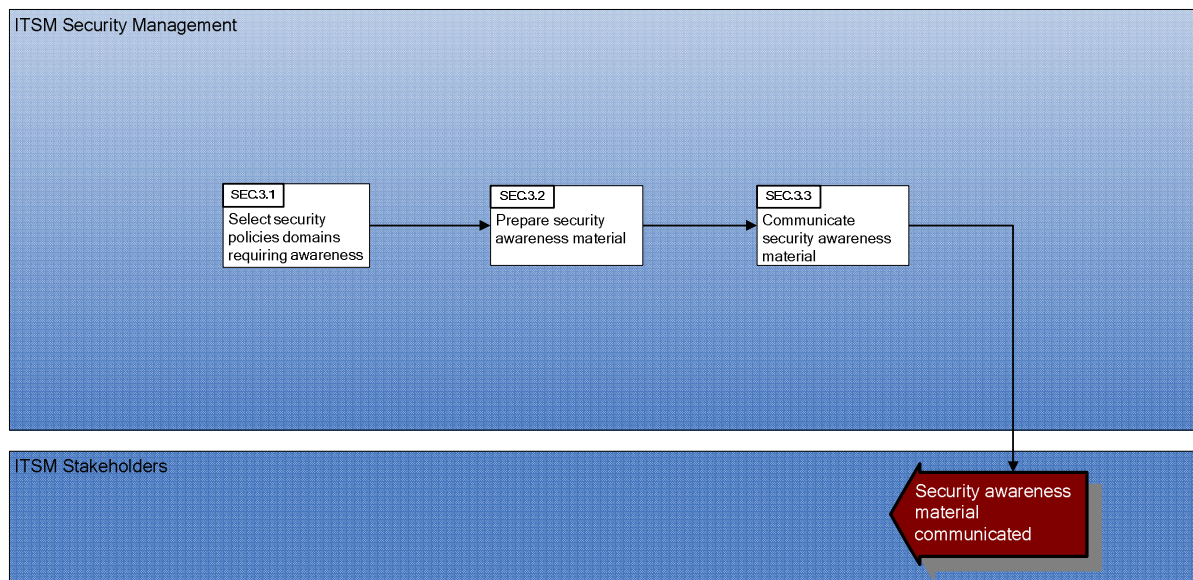 ITSM Security Management
SEC.3.1
Select security
policies domains
requiring awareness
SEC.3.2
Prepare security
awareness material
SEC.3.3
Communicate
security awareness
material
ITSM Stakeholders
Security awareness
material
communicated